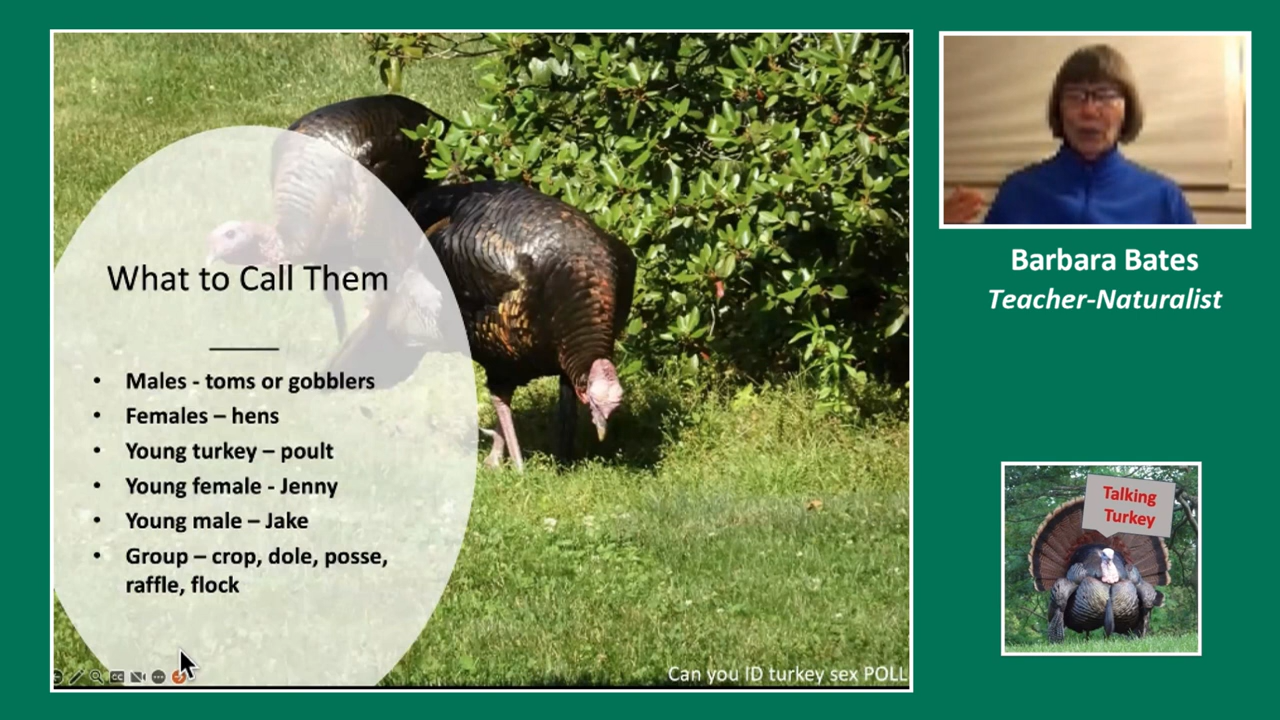 What to Call Them
• Males - toms or gobblers
• Females – hens
• Young turkey – poult
• Young female - Jenny
• Young male – Jake
• Group – crop, dole, posse,
raffle, flock
CC
Can you ID turkey sex POLL
Barbara Bates
Teacher-Naturalist
Talking
Turkey